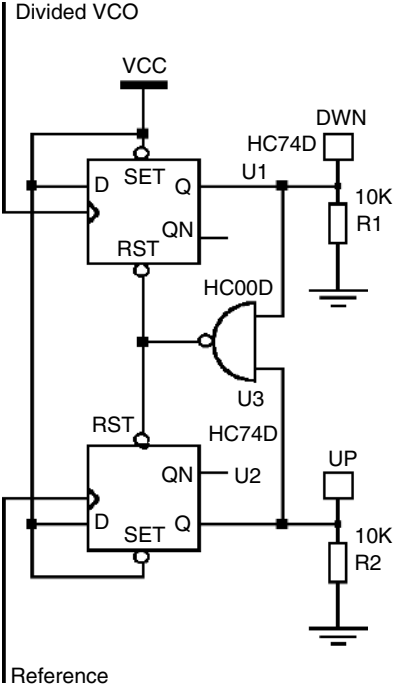 Divided VCO
VCC
DWN
HC74D
SET
D
Q
U1
10K
R1
QN
RST
HC00D
U3
RST
HC74D
UP
QN
U2
D
Q
SET
10K
R2
Reference